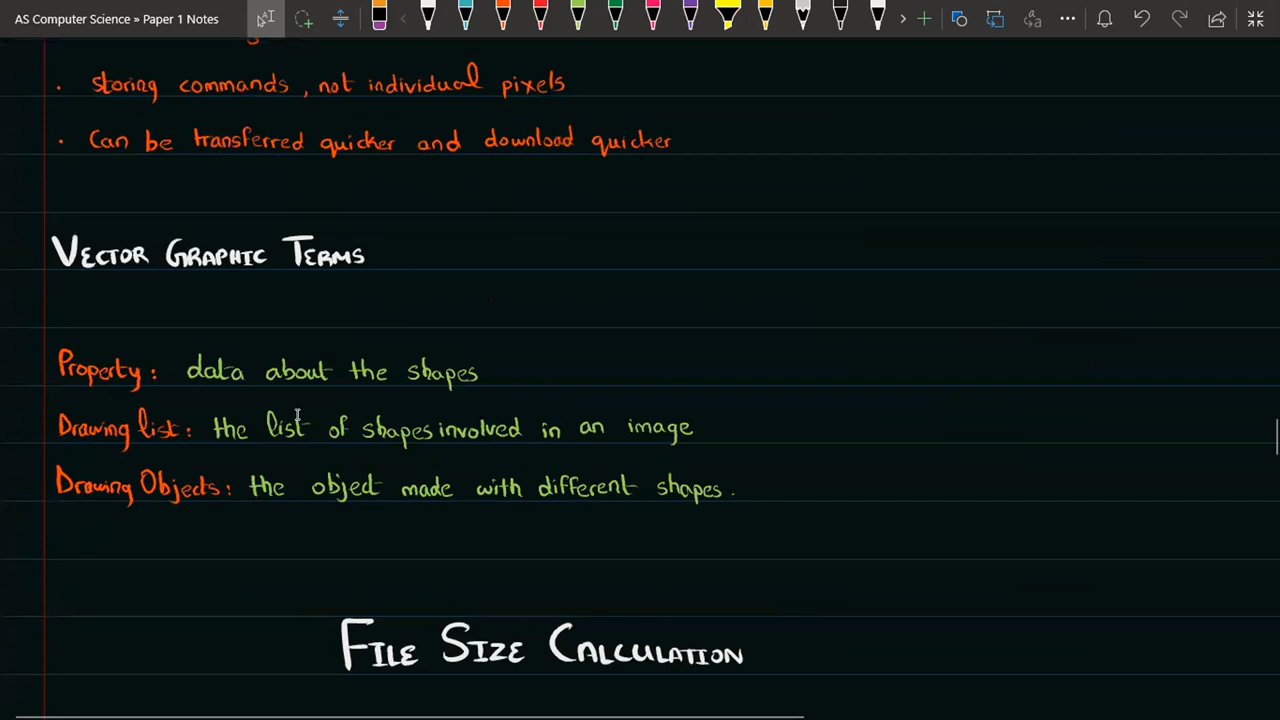 AS Computer Science » Paper 1 Notes
. storing commands , not individual pixels
. Can be transferred quicker and download quicker
VECTOR GRAPHIC TERMS
Property : data about the shapes
Drawing list : the list of shapes involved in an image
Drawing Objects : the object made with different shapes .
FILE SIZE CALCULATION